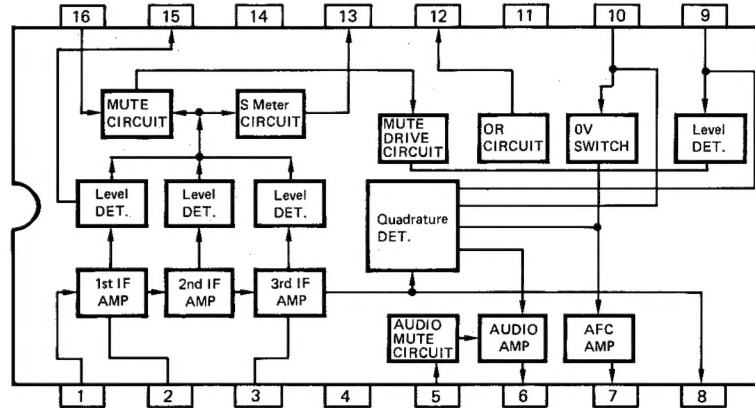 16 15 14 13 12 11 10 9
MUTE
CIRCUIT
S Meter
CIRCUIT
MUTE
DRIVE
CIRCUIT
OR
CIRCUIT
0V
SWITCH
Level
DET.
Level
DET.
Level
DET.
Level
DET.
Quadrature
DET.
1st IF
AMP
2nd IF
AMP
3rd IF
AMP
AUDIO
MUTE
CIRCUIT
AUDIO
AMP
AFC
AMP
1 2 3 4 5 6 7 8